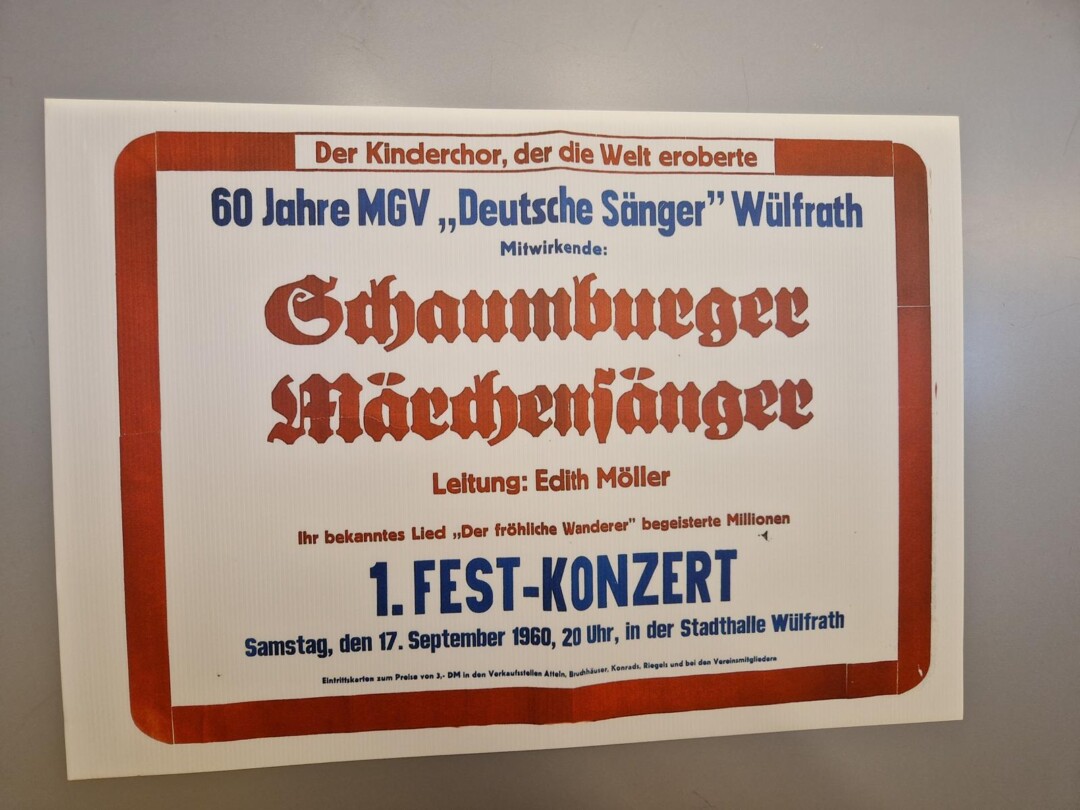 Der Kinderchor, der die Welt eroberte
60 Jahre MGV „Deutsche Sänger” Wülfrath
Mitwirkende:
Schaumburger
Märchensänger
Leitung: Edith Möller
Ihr bekanntes Lied „Der fröhliche Wanderer” begeisterte Millionen
1. FEST-KONZERT
Samstag, den 17. September 1960, 20 Uhr, in der Stadthalle Wülfrath
Eintrittskarten zum Preise von 3,- DM in den Verkaufsstellen Atteln, Bruchhäuser, Konrads, Riegels und bei den Vereinsmitgliedern